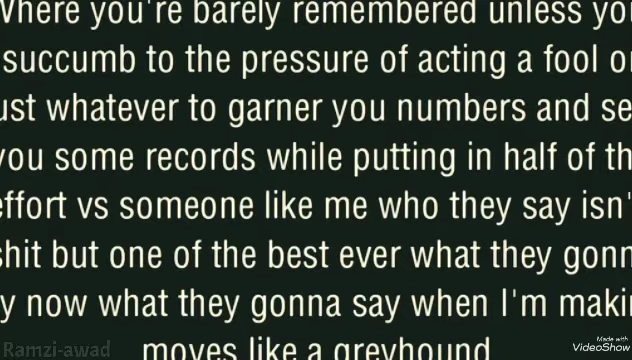 Where you're barely remembered unless you
succumb to the pressure of acting a fool or
ust whatever to garner you numbers and se
you some records while putting in half of th
effort vs someone like me who they say isn'
shit but one of the best ever what they gonn
y now what they gonna say when I'm makin
moves like a greyhound
Ramzi-awad
Made with
VideoShow